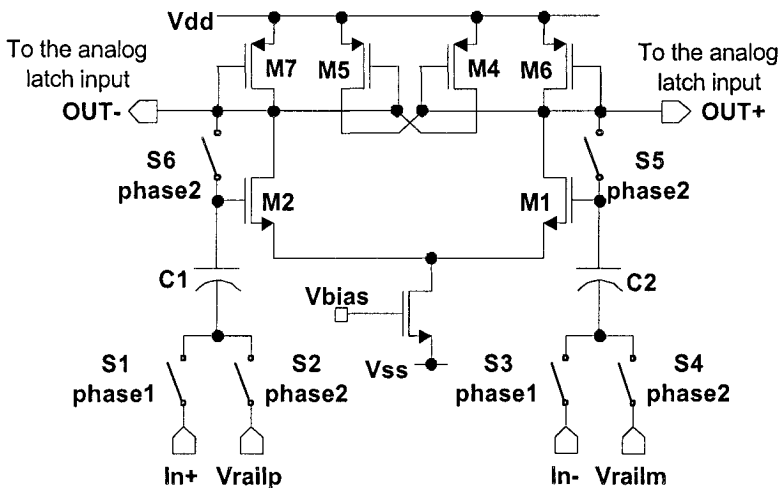 Vdd
To the analog
latch input
OUT-
M7
M5
M4
M6
To the analog
latch input
OUT+
S6
phase2
M2
M1
S5
phase2
C1
Vbias
C2
S1
phase1
S2
phase2
Vss
S3
phase1
S4
phase2
In+
Vrailp
In-
Vrailm